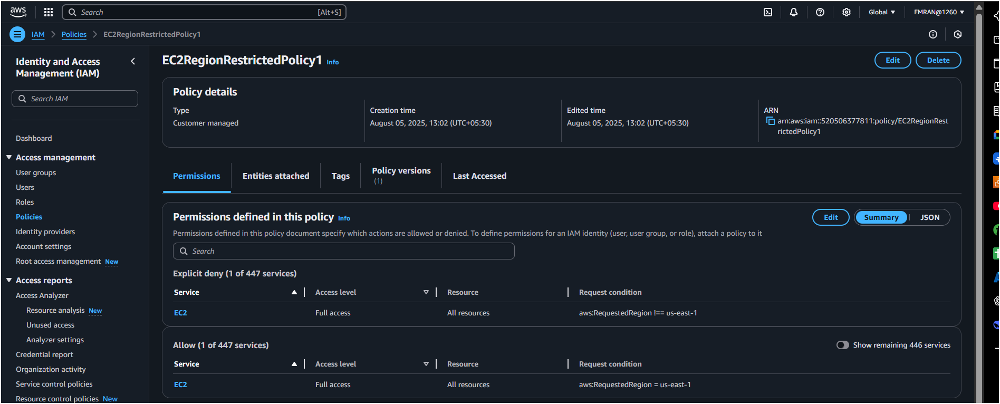 aws
Search
[Alt+S]
Global
EMRAN@1260
IAM
Policies
EC2RegionRestrictedPolicy1
Identity and Access
Management (IAM)
Search IAM
Dashboard
Access management
User groups
Users
Roles
Policies
Identity providers
Account settings
Root access management New
Access reports
Access Analyzer
Resource analysis New
Unused access
Analyzer settings
Credential report
Organization activity
Service control policies
Resource control policies New
EC2RegionRestrictedPolicy1 Info
Edit
Delete
Policy details
Type
Customer managed
Creation time
August 05, 2025, 13:02 (UTC+05:30)
Edited time
August 05, 2025, 13:02 (UTC+05:30)
ARN
arn:aws:iam::520506377811:policy/EC2RegionRest
rictedPolicy1
Permissions
Entities attached
Tags
Policy versions
(1)
Last Accessed
Permissions defined in this policy Info
Edit
Summary
JSON
Permissions defined in this policy document specify which actions are allowed or denied. To define permissions for an IAM identity (user, user group, or role), attach a policy to it
Search
Explicit deny (1 of 447 services)
Service Access level Resource Request condition
EC2 Full access All resources aws:RequestedRegion !== us-east-1
Allow (1 of 447 services)
Show remaining 446 services
Service Access level Resource Request condition
EC2 Full access All resources aws:RequestedRegion = us-east-1